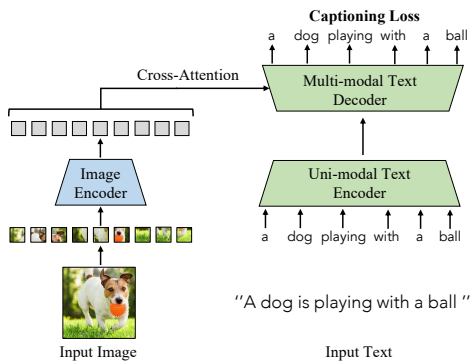 Captioning Loss
a dog playing with a ball
Cross-Attention
Multi-modal Text
Decoder
Image
Encoder
Uni-modal Text
Encoder
a dog playing with a ball
"A dog is playing with a ball "
Input Image
Input Text